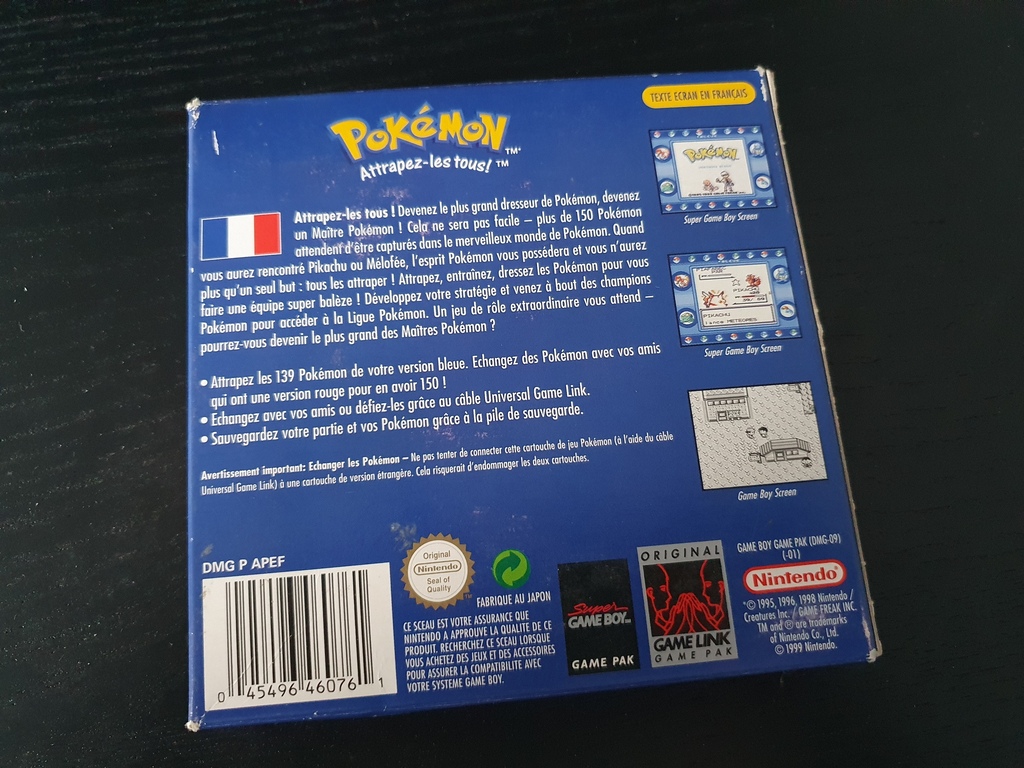 TEXTE ECRAN EN FRANÇAIS
POKéMON™
Attrapez-les tous!™
Attrapez-les tous ! Devenez le plus grand dresseur de Pokémon, devenez
un Maître Pokémon ! Cela ne sera pas facile – plus de 150 Pokémon
attendent d'être capturés dans le merveilleux monde de Pokémon. Quand
vous aurez rencontré Pikachu ou Mélofée, l'esprit Pokémon vous possédera et vous n'aurez
plus qu'un seul but : tous les attraper ! Attrapez, entraînez, dressez les Pokémon pour vous
faire une équipe super balèze ! Développez votre stratégie et venez à bout des champions
Pokémon pour accéder à la Ligue Pokémon. Un jeu de rôle extraordinaire vous attend –
pourrez-vous devenir le plus grand des Maîtres Pokémon ?
• Attrapez les 139 Pokémon de votre version bleue. Echangez des Pokémon avec vos amis
qui ont une version rouge pour en avoir 150 !
• Echangez avec vos amis ou défiez-les grâce au câble Universal Game Link.
• Sauvegardez votre partie et vos Pokémon grâce à la pile de sauvegarde.
Avertissement important: Echanger les Pokémon – Ne pas tenter de connecter cette cartouche de jeu Pokémon (à l'aide du câble
Universal Game Link) à une cartouche de version étrangère. Cela risquerait d'endommager les deux cartouches.
POKéMON
Super Game Boy Screen
PIKACHU
PIKACHU
lance METEORES
Super Game Boy Screen
Game Boy Screen
DMG P APEF
0 45496 46076 1
Original
Nintendo
Seal of
Quality
™
FABRIQUE AU JAPON
CE SCEAU EST VOTRE ASSURANCE QUE
NINTENDO A APPROUVE LA QUALITE DE CE
PRODUIT. RECHERCHEZ CE SCEAU LORSQUE
VOUS ACHETEZ DES JEUX ET DES ACCESSOIRES
POUR ASSURER LA COMPATIBILITE AVEC
VOTRE SYSTEME GAME BOY.
Super
GAME BOY™
GAME PAK
ORIGINAL
GAME LINK
GAME PAK
GAME BOY GAME PAK (DMG-09)
(-01)
Nintendo®
"© 1995, 1996, 1998 Nintendo /
Creatures Inc. / GAME FREAK INC.
TM and ® are trademarks
of Nintendo Co., Ltd.
© 1999 Nintendo.